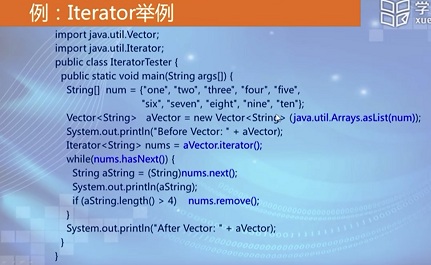 例：Iterator举例
学
xue
import java.util.Vector;
import java.util.Iterator;
public class IteratorTester {
public static void main(String args[]) {
String[] num = {"one", "two", "three", "four", "five",
"six", "seven", "eight", "nine", "ten"};
Vector<String> aVector = new Vector<String> (java.util.Arrays.asList(num));
System.out.println("Before Vector: " + aVector);
Iterator<String> nums = aVector.iterator();
while(nums.hasNext()) {
String aString = (String)nums.next();
System.out.println(aString);
if (aString.length() > 4) nums.remove();
}
System.out.println("After Vector: " + aVector);
}
}